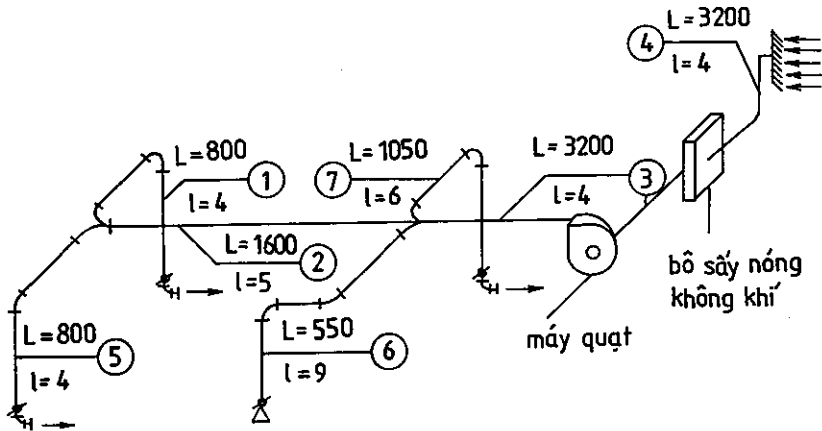 L = 3200
4
l = 4
L = 800
1
l = 4
L = 1050
7
l = 6
L = 3200
3
l = 4
L = 1600
2
l = 5
bộ sấy nóng
không khí
máy quạt
L = 800
5
l = 4
L = 550
6
l = 9